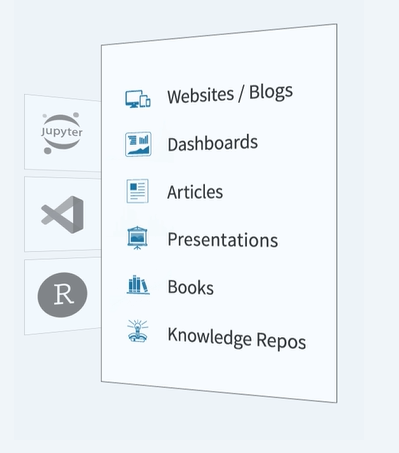 Jupyter
R
Websites / Blogs
Dashboards
Articles
Presentations
Books
Knowledge Repos